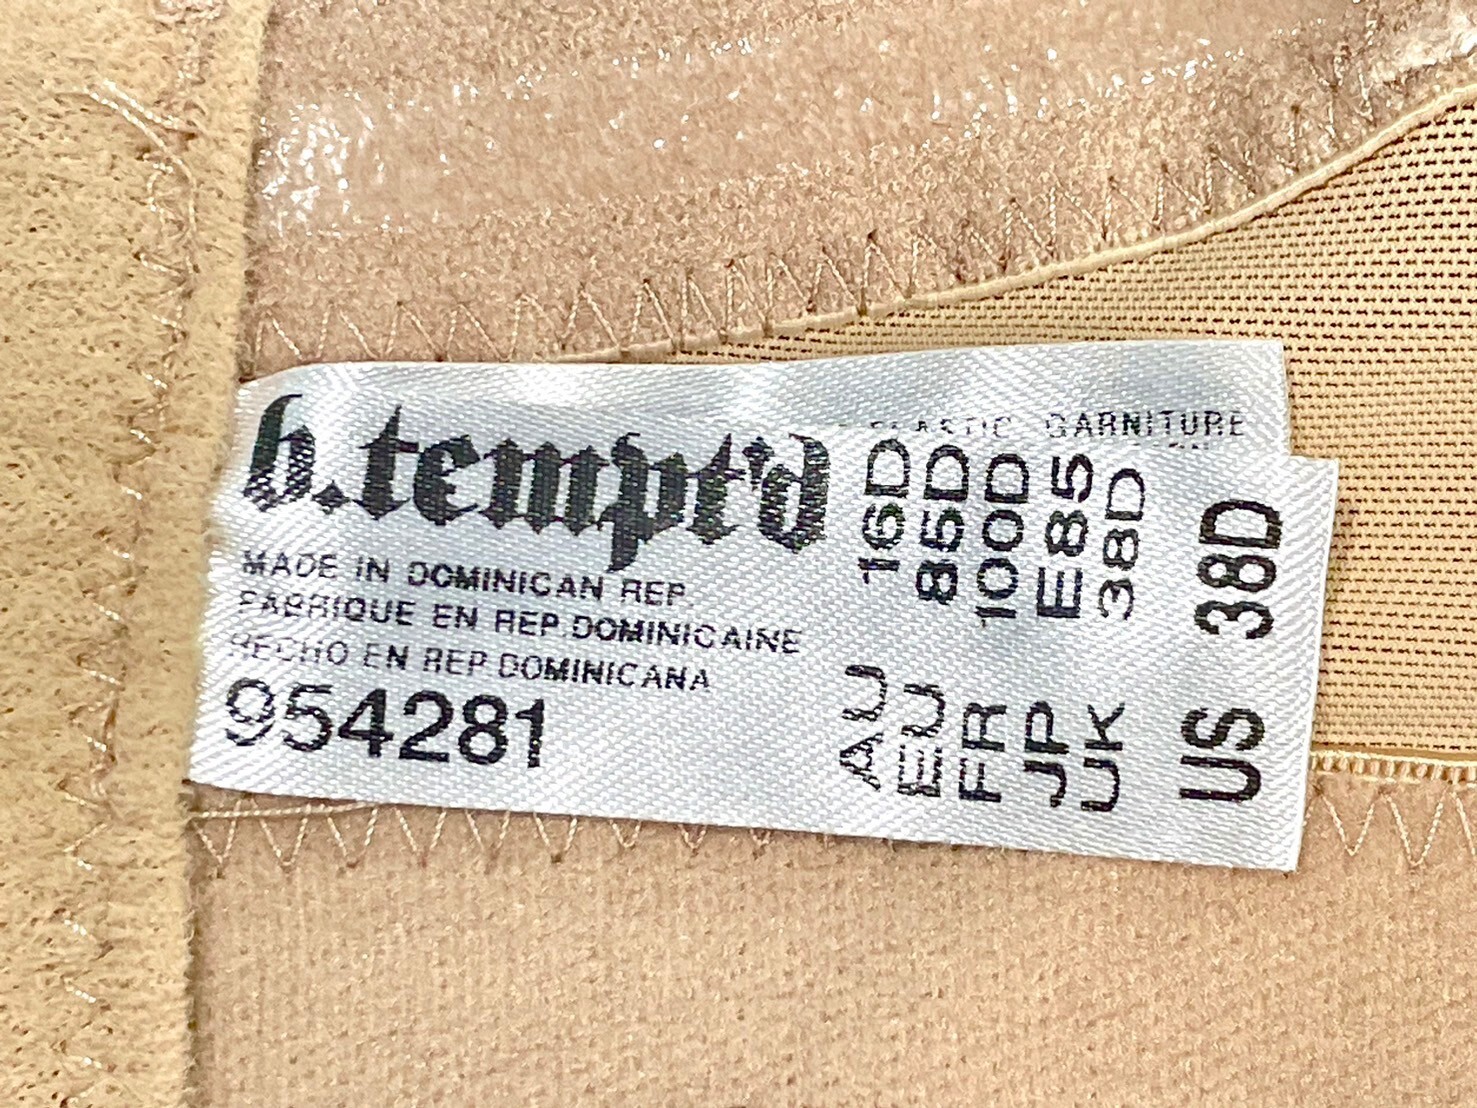 b.tempt'd
MADE IN DOMINICAN REP.
FABRIQUE EN REP.DOMINICAINE
HECHO EN REP.DOMINICANA
954281
ELASTIC GARNITURE
AU 16D
EU 85D
FR 100D
JP E85
UK 38D
US 38D